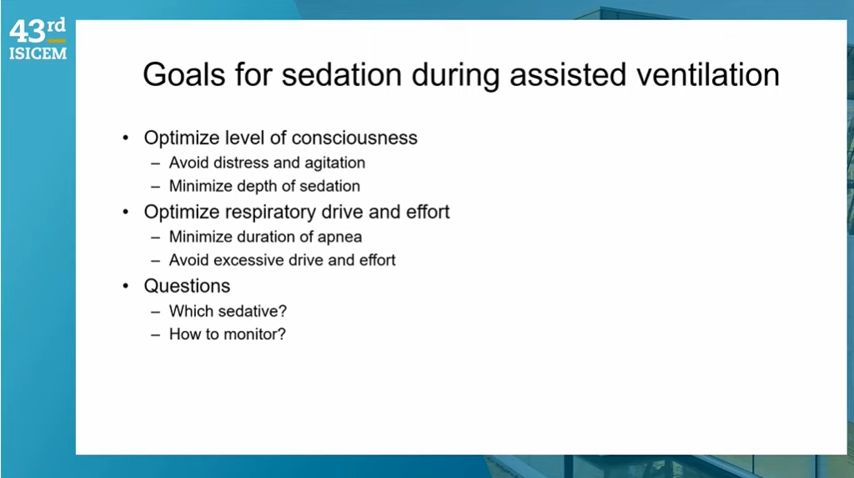 43rd
ISICEM
Goals for sedation during assisted ventilation
• Optimize level of consciousness
– Avoid distress and agitation
– Minimize depth of sedation
• Optimize respiratory drive and effort
– Minimize duration of apnea
– Avoid excessive drive and effort
• Questions
– Which sedative?
– How to monitor?